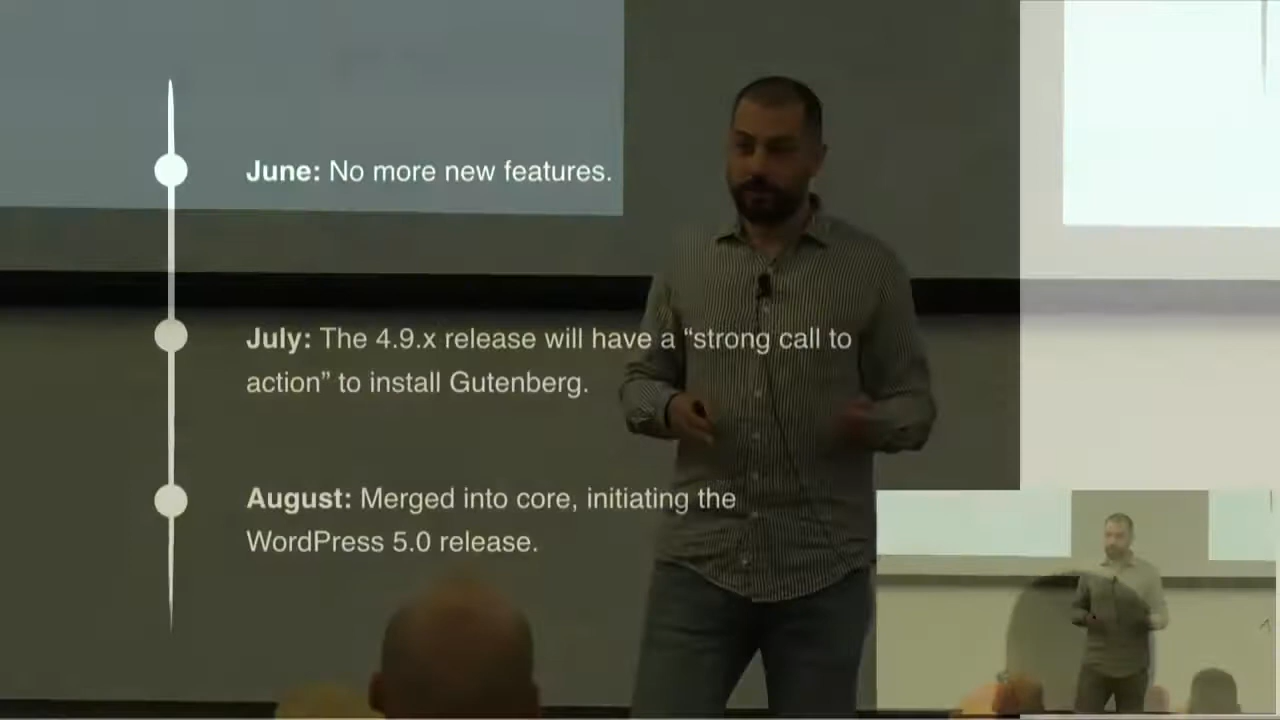 June: No more new features.
July: The 4.9.x release will have a “strong call to
action” to install Gutenberg.
August: Merged into core, initiating the
WordPress 5.0 release.